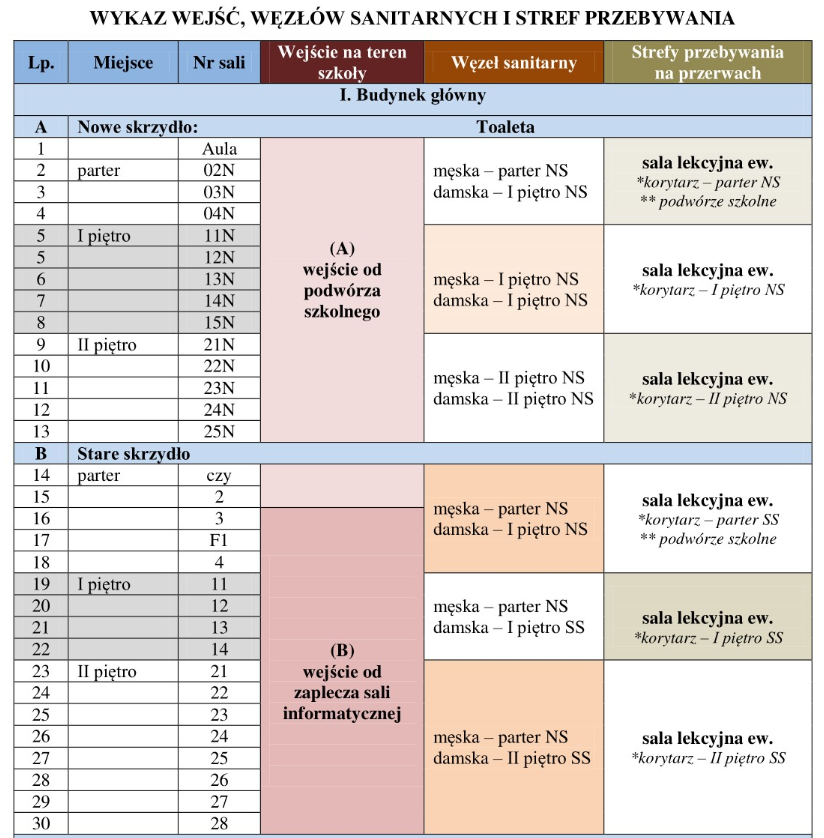 WYKAZ WEJŚĆ, WĘZŁÓW SANITARNYCH I STREF PRZEBYWANIA
Lp. Miejsce Nr sali Wejście na teren szkoły Węzeł sanitarny Strefy przebywania na przerwach
I. Budynek główny
A Nowe skrzydło: Toaleta
1 Aula
2 parter 02N
3 03N
4 04N
męska – parter NS
damska – I piętro NS
sala lekcyjna ew.
*korytarz – parter NS
** podwórze szkolne
5 I piętro 11N
5 12N
6 13N
7 14N
8 15N
(A)
wejście od
podwórza
szkolnego
męska – I piętro NS
damska – I piętro NS
sala lekcyjna ew.
*korytarz – I piętro NS
9 II piętro 21N
10 22N
11 23N
12 24N
13 25N
męska – II piętro NS
damska – II piętro NS
sala lekcyjna ew.
*korytarz – II piętro NS
B Stare skrzydło
14 parter czy
15 2
16 3
17 F1
18 4
męska – parter NS
damska – I piętro NS
sala lekcyjna ew.
*korytarz – parter SS
** podwórze szkolne
19 I piętro 11
20 12
21 13
22 14
męska – parter NS
damska – I piętro SS
sala lekcyjna ew.
*korytarz – I piętro SS
(B)
wejście od
zaplecza sali
informatycznej
23 II piętro 21
24 22
25 23
26 24
27 25
28 26
29 27
30 28
męska – parter NS
damska – II piętro SS
sala lekcyjna ew.
*korytarz – II piętro SS